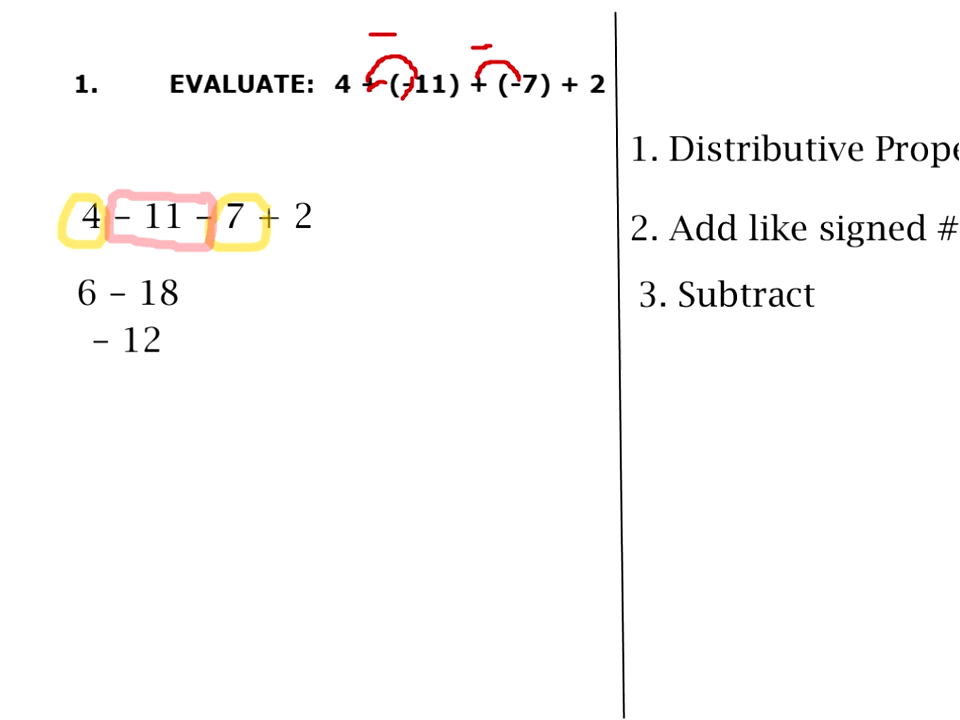 1. EVALUATE: 4 + (-11) + (-7) + 2
4 – 11 – 7 + 2
6 – 18
– 12
1. Distributive
2. Add like signed #
3. Subtract